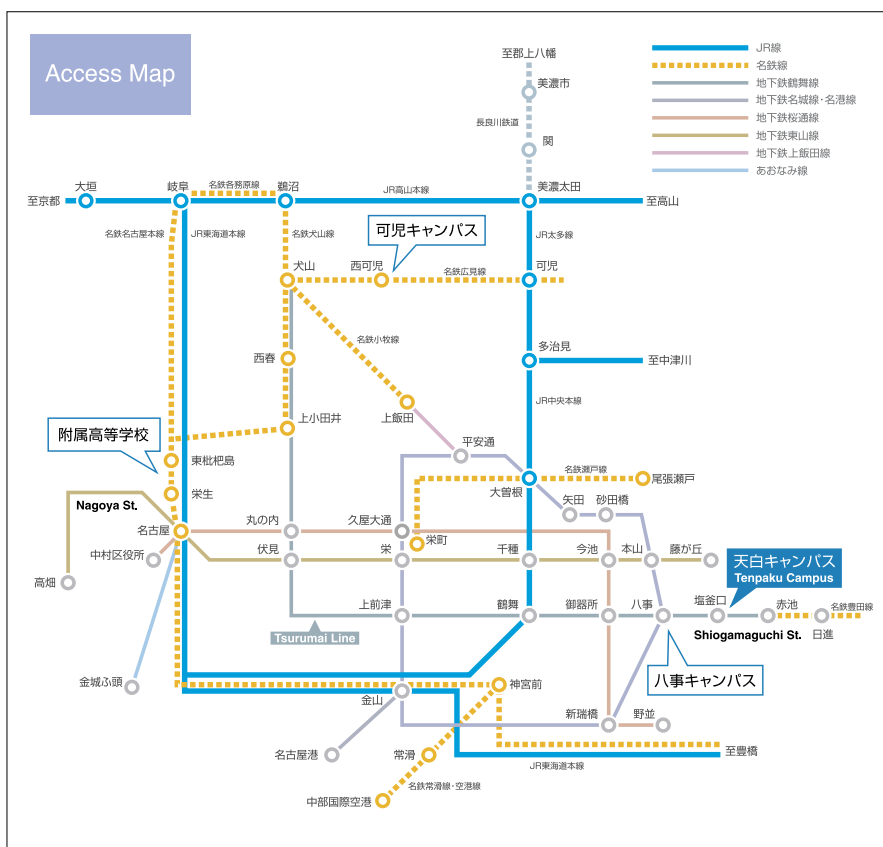 Access Map
JR線
名鉄線
地下鉄鶴舞線
地下鉄名城線・名港線
地下鉄桜通線
地下鉄東山線
地下鉄上飯田線
あおなみ線
至郡上八幡
美濃市
長良川鉄道
関
至京都
大垣
岐阜
名鉄各務原線
鵜沼
JR高山本線
美濃太田
至高山
名鉄名古屋本線
JR東海道本線
名鉄犬山線
可児キャンパス
JR太多線
犬山
西可児
名鉄広見線
可児
西春
名鉄小牧線
多治見
至中津川
JR中央本線
上小田井
上飯田
平安通
附属高等学校
東枇杷島
名鉄瀬戸線
尾張瀬戸
大曽根
栄生
矢田
砂田橋
Nagoya St.
名古屋
丸の内
久屋大通
栄町
中村区役所
伏見
栄
千種
今池
本山
藤が丘
高畑
天白キャンパス
Tenpaku Campus
上前津
鶴舞
御器所
八事
塩釜口
赤池
名鉄豊田線
Tsurumai Line
Shiogamaguchi St.
日進
金城ふ頭
金山
神宮前
八事キャンパス
新瑞橋
野並
名古屋港
常滑
至豊橋
JR東海道本線
名鉄常滑線・空港線
中部国際空港